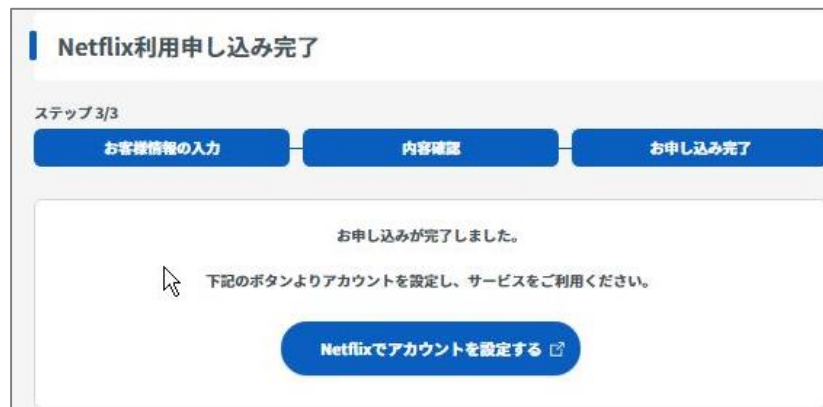 Netflix利用申し込み完了
ステップ 3/3
お客様情報の入力
内容確認
お申し込み完了
お申し込みが完了しました。
下記のボタンよりアカウントを設定し、サービスをご利用ください。
Netflixでアカウントを設定する